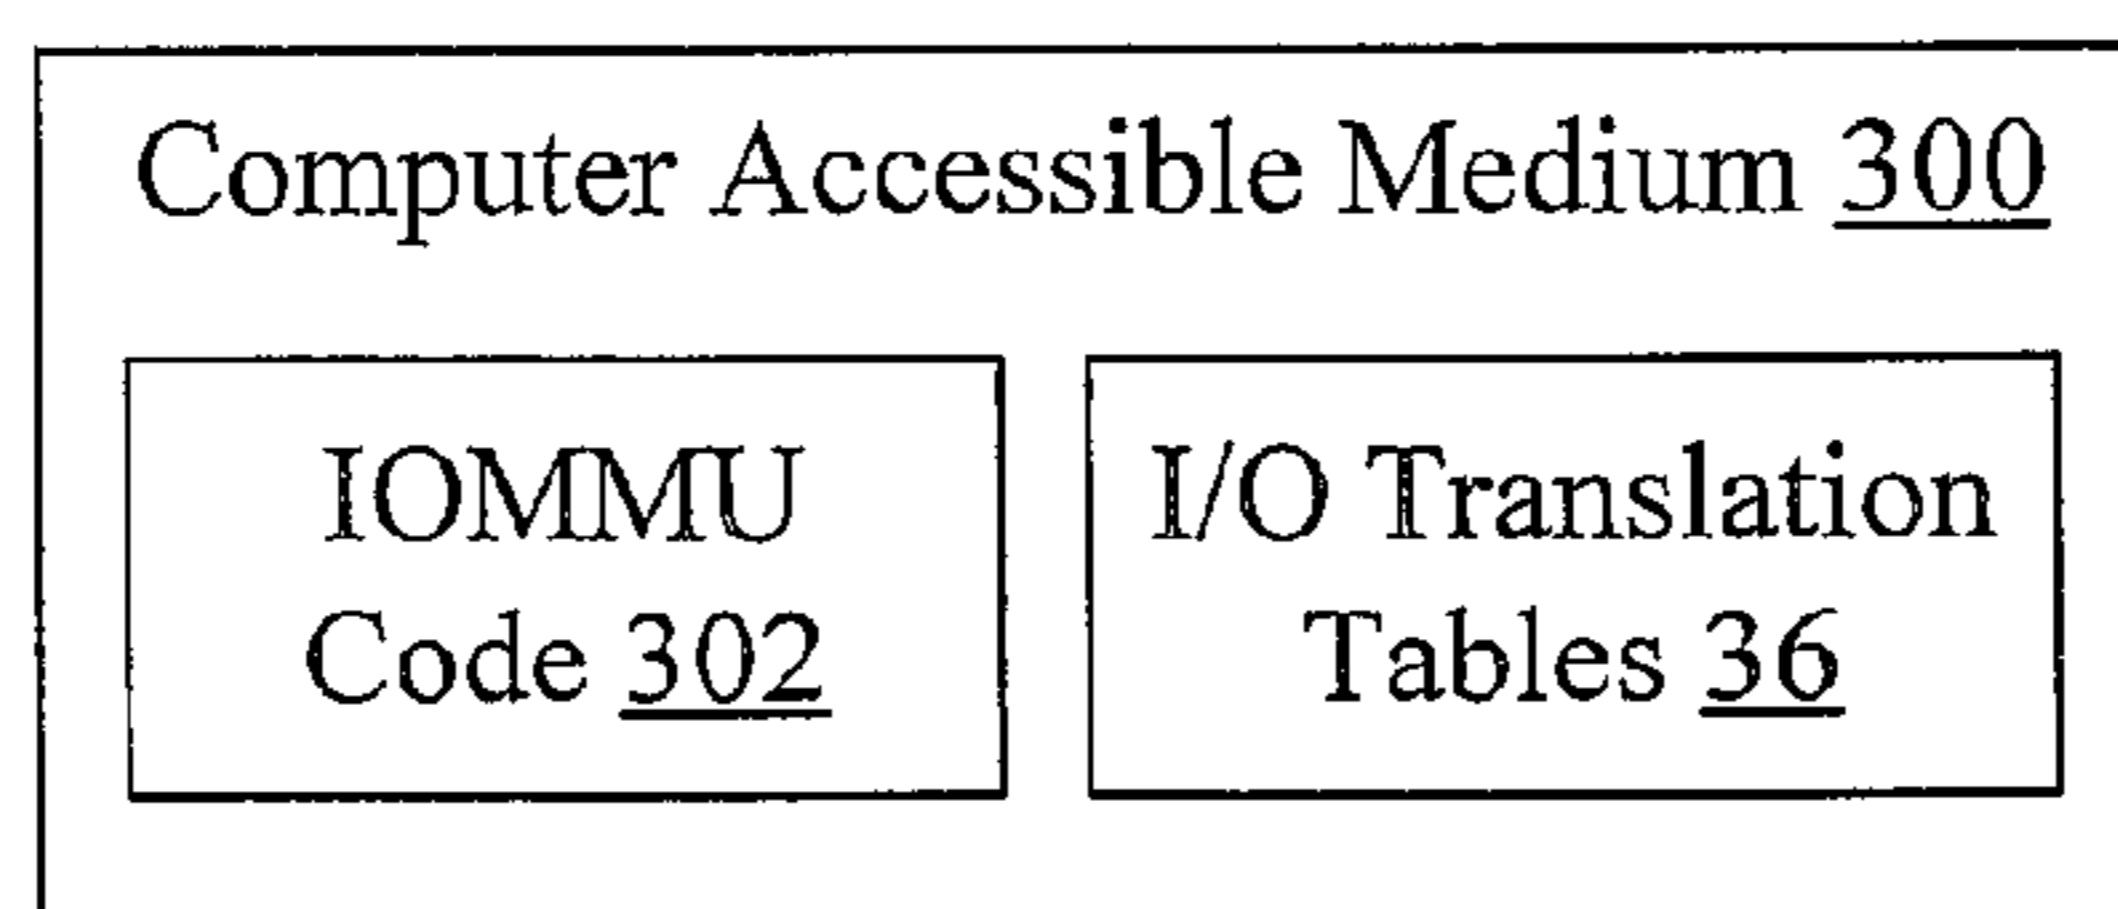 Computer Accessible Medium 300
IOMMU
Code 302
I/O Translation
Tables 36